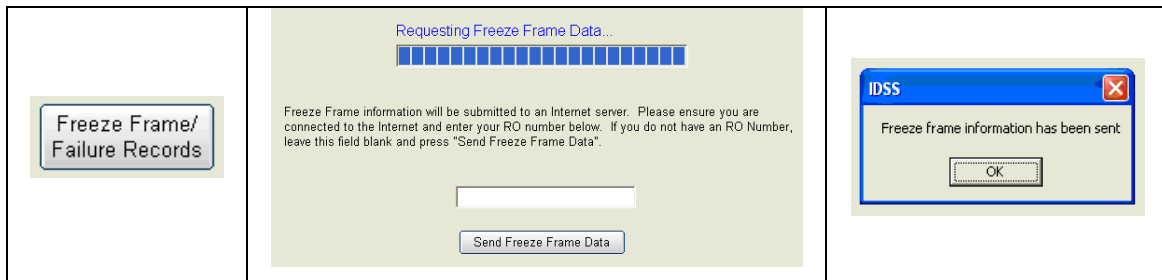 Freeze Frame/
Failure Records
Requesting Freeze Frame Data...
Freeze Frame information will be submitted to an Internet server. Please ensure you are
connected to the Internet and enter your RO number below. If you do not have an RO Number,
leave this field blank and press "Send Freeze Frame Data".
Send Freeze Frame Data
IDSS
Freeze frame information has been sent
OK